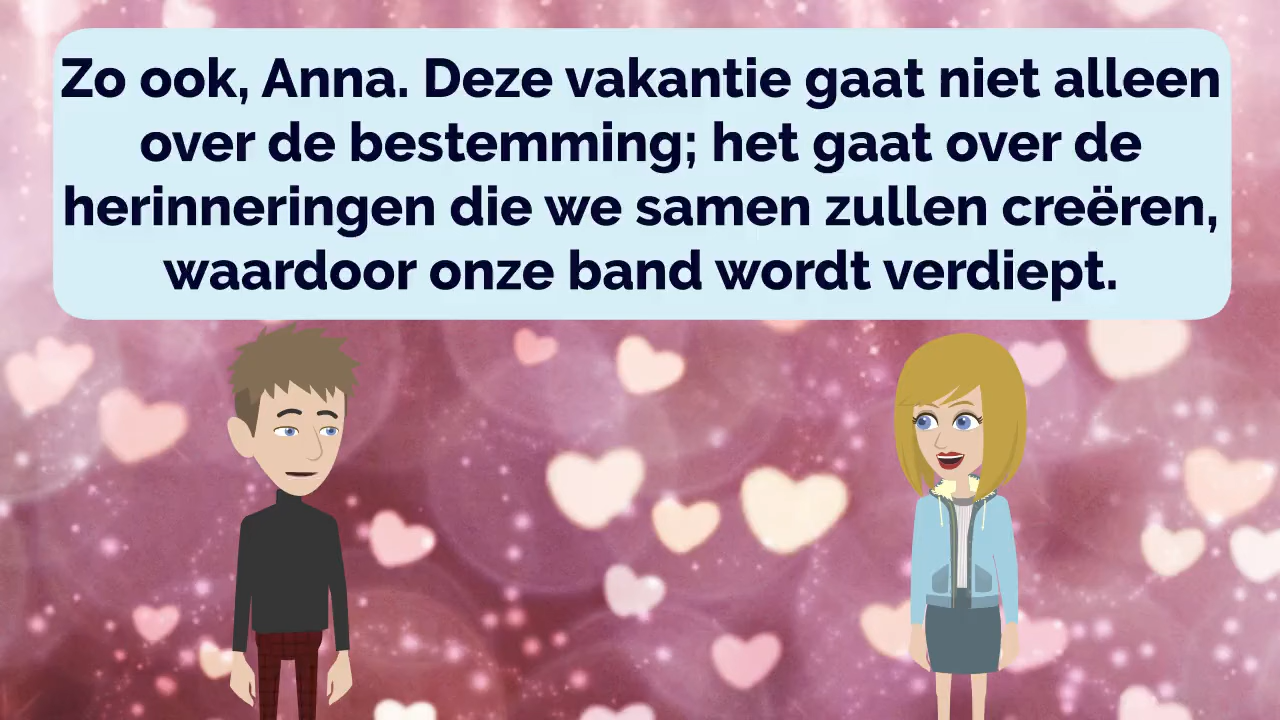 Zo ook, Anna. Deze vakantie gaat niet alleen
over de bestemming; het gaat over de
herinneringen die we samen zullen creëren,
waardoor onze band wordt verdiept.